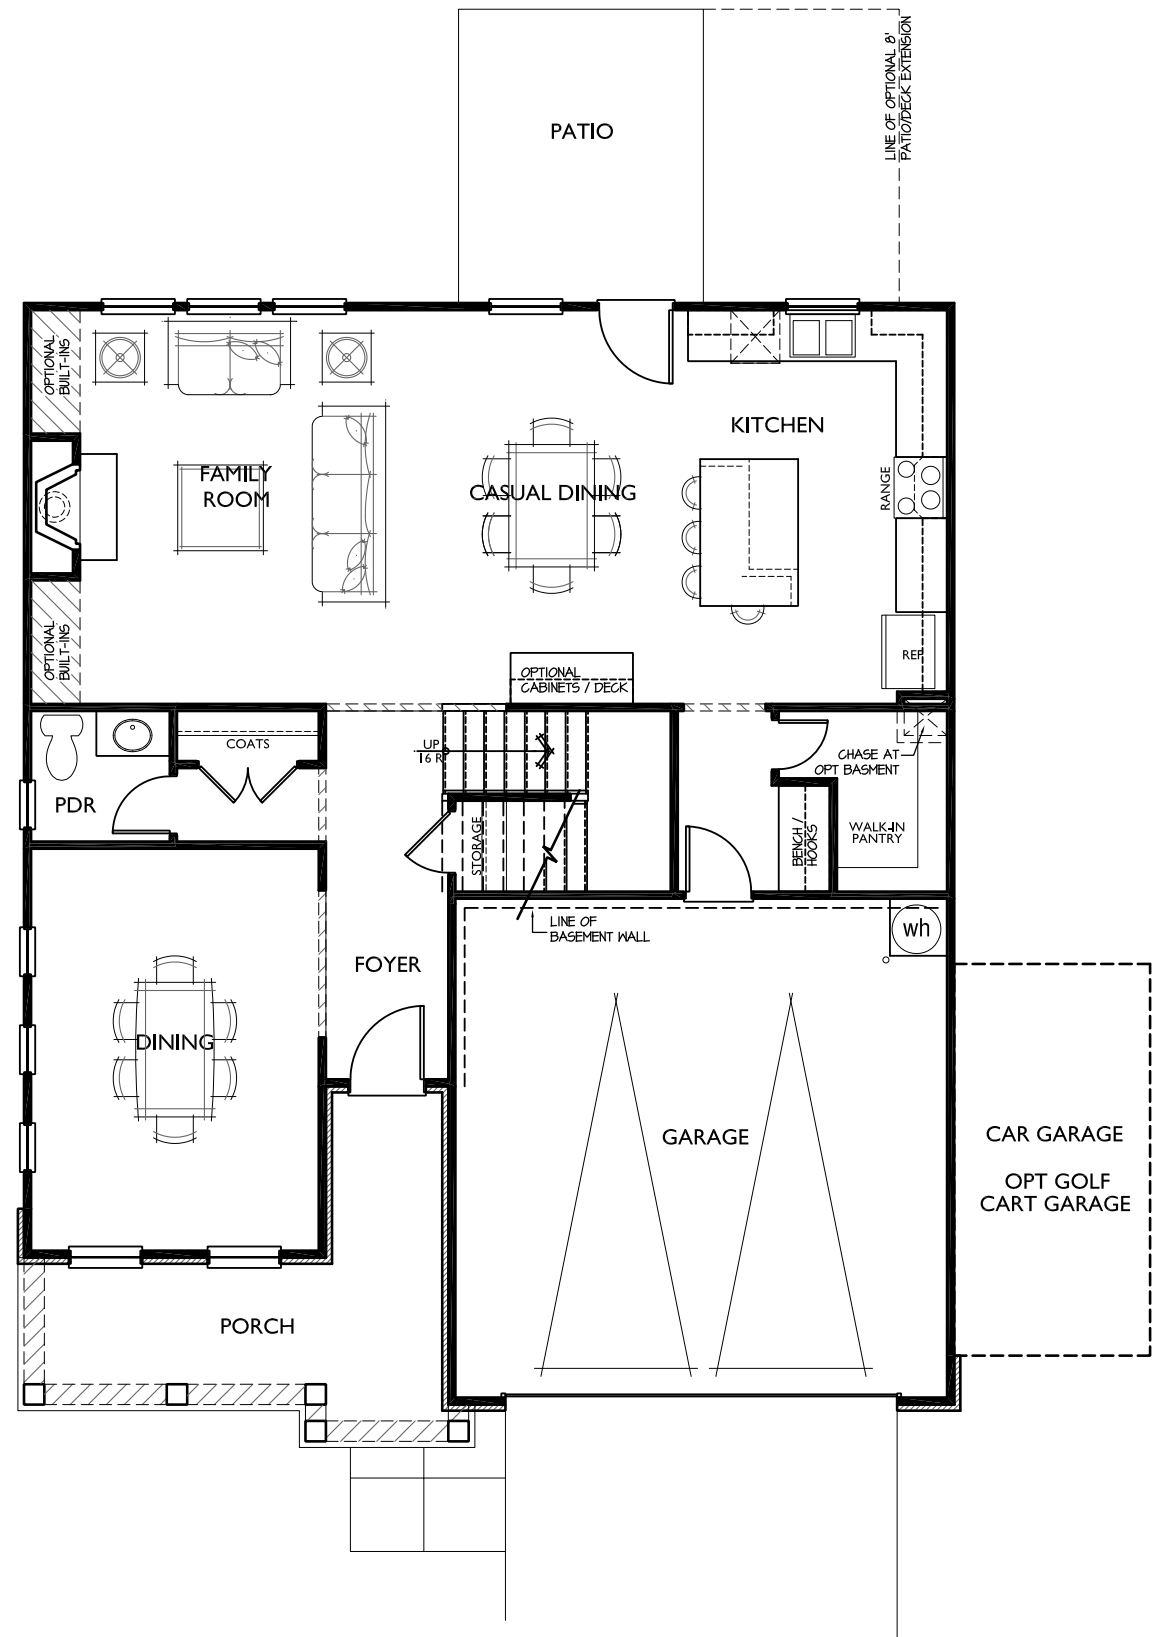 LINE OF OPTIONAL 8'
PATIO/DECK EXTENSION
PATIO
OPTIONAL
BUILT-INS
KITCHEN
FAMILY
ROOM
CASUAL DINING
RANGE
OPTIONAL
BUILT-INS
REF
OPTIONAL
CABINETS / DECK
COATS
UP
16 R
CHASE AT
OPT BASMENT
PDR
STORAGE
BENCH /
HOOKS
WALK-IN
PANTRY
LINE OF
BASEMENT WALL
wh
FOYER
DINING
GARAGE
CAR GARAGE
OPT GOLF
CART GARAGE
PORCH